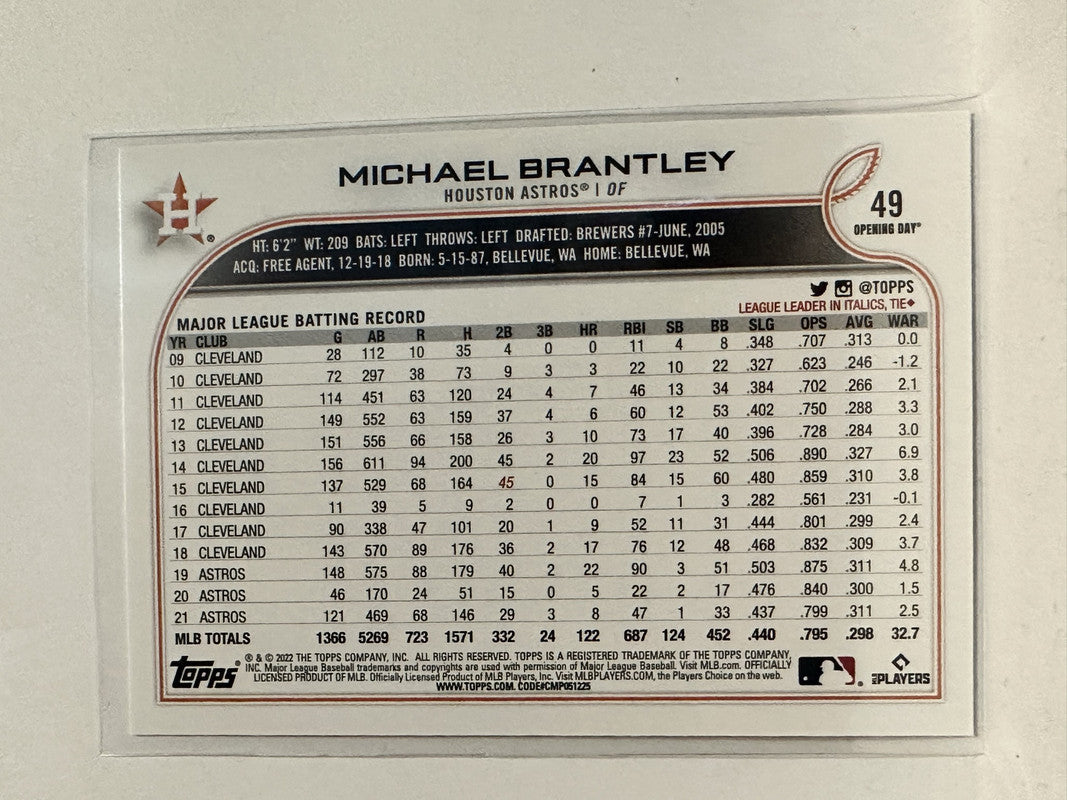 MICHAEL BRANTLEY
HOUSTON ASTROS® | OF
H ®
49
OPENING DAY®
HT: 6'2" WT: 209 BATS: LEFT THROWS: LEFT DRAFTED: BREWERS #7-JUNE, 2005
ACQ: FREE AGENT, 12-19-18 BORN: 5-15-87, BELLEVUE, WA HOME: BELLEVUE, WA
@TOPPS
MAJOR LEAGUE BATTING RECORD LEAGUE LEADER IN ITALICS, TIE◆
YR CLUB G AB R H 2B 3B HR RBI SB BB SLG OPS AVG WAR
09 CLEVELAND 28 112 10 35 4 0 0 11 4 8 .348 .707 .313 0.0
10 CLEVELAND 72 297 38 73 9 3 3 22 10 22 .327 .623 .246 -1.2
11 CLEVELAND 114 451 63 120 24 4 7 46 13 34 .384 .702 .266 2.1
12 CLEVELAND 149 552 63 159 37 4 6 60 12 53 .402 .750 .288 3.3
13 CLEVELAND 151 556 66 158 26 3 10 73 17 40 .396 .728 .284 3.0
14 CLEVELAND 156 611 94 200 45 2 20 97 23 52 .506 .890 .327 6.9
15 CLEVELAND 137 529 68 164 45 0 15 84 15 60 .480 .859 .310 3.8
16 CLEVELAND 11 39 5 9 2 0 0 7 1 3 .282 .561 .231 -0.1
17 CLEVELAND 90 338 47 101 20 1 9 52 11 31 .444 .801 .299 2.4
18 CLEVELAND 143 570 89 176 36 2 17 76 12 48 .468 .832 .309 3.7
19 ASTROS 148 575 88 179 40 2 22 90 3 51 .503 .875 .311 4.8
20 ASTROS 46 170 24 51 15 0 5 22 2 17 .476 .840 .300 1.5
21 ASTROS 121 469 68 146 29 3 8 47 1 33 .437 .799 .311 2.5
MLB TOTALS 1366 5269 723 1571 332 24 122 687 124 452 .440 .795 .298 32.7
topps® ® & © 2022 THE TOPPS COMPANY, INC. ALL RIGHTS RESERVED. TOPPS IS A REGISTERED TRADEMARK OF THE TOPPS COMPANY,
INC. Major League Baseball trademarks and copyrights are used with permission of Major League Baseball. Visit MLB.com. OFFICIALLY
LICENSED PRODUCT OF MLB. Officially Licensed Product of MLB Players, Inc. Visit MLBPLAYERS.COM, the Players Choice on the web.
WWW.TOPPS.COM. CODE#CMP051225
MLB PLAYERS